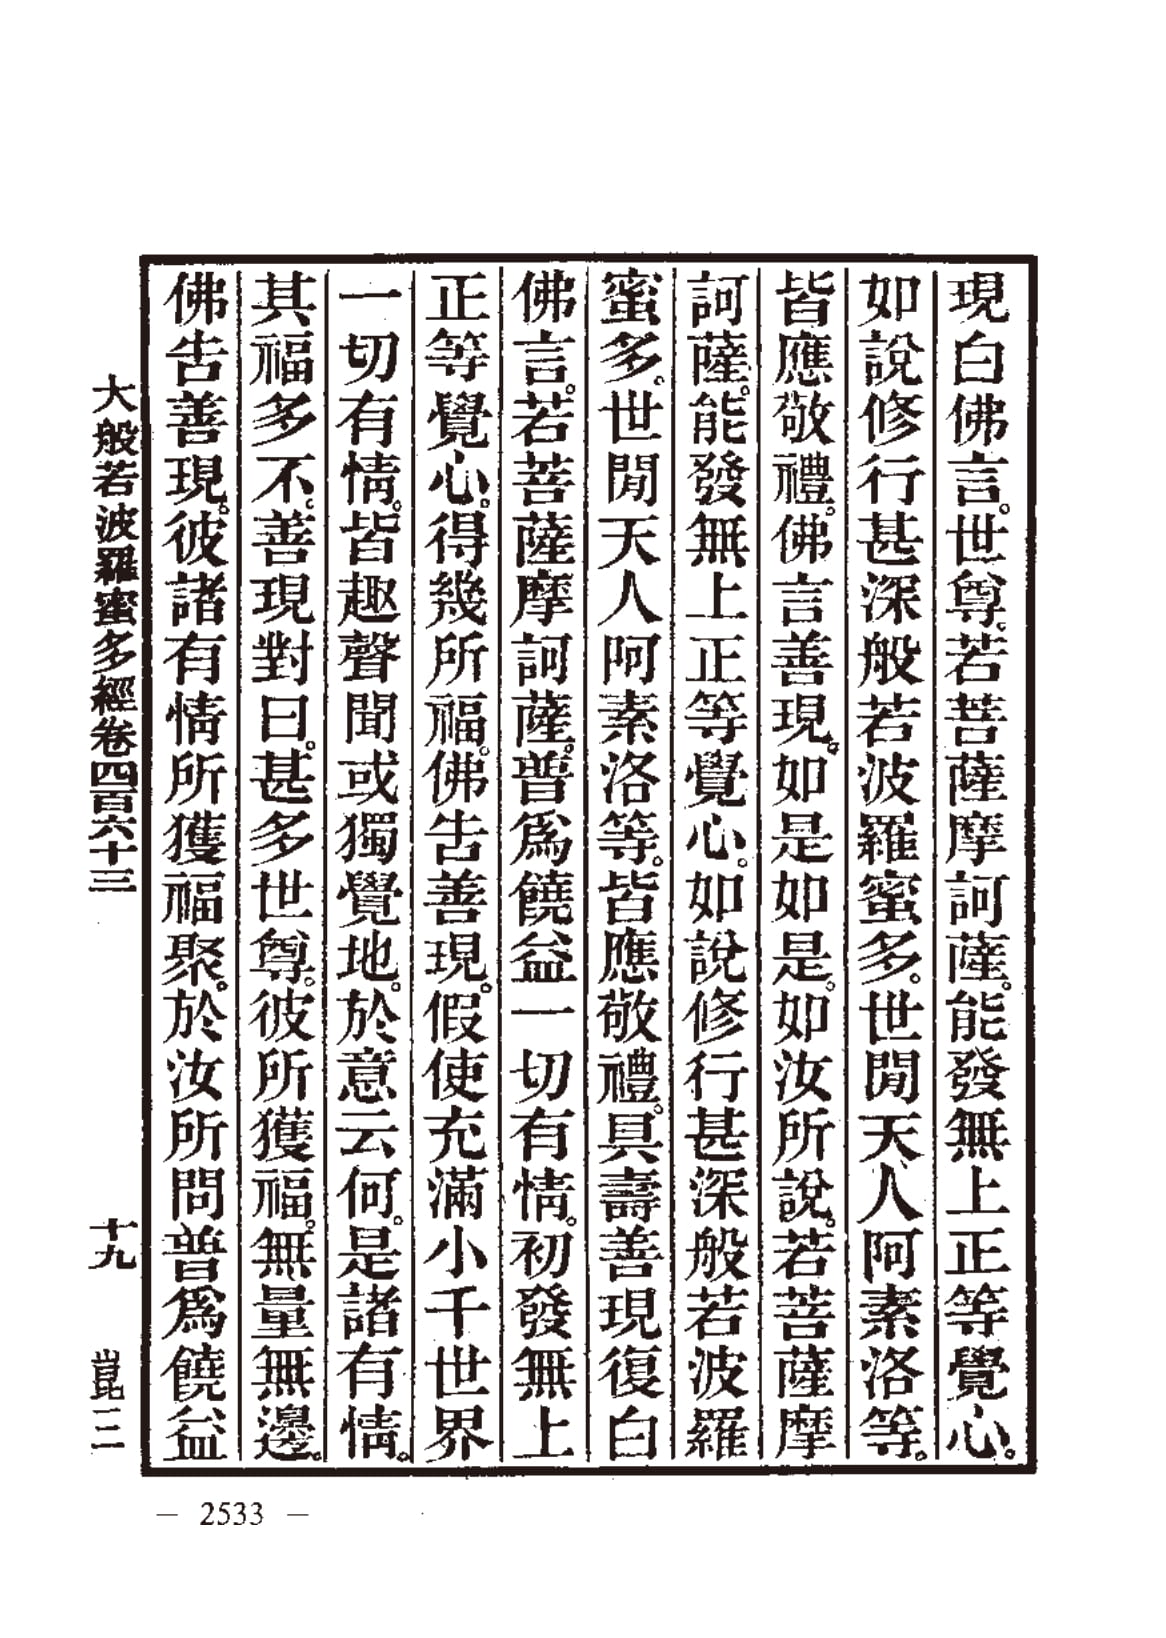 現白佛言。世尊。若菩薩摩訶薩。能發無上正等覺心。
如說修行甚深般若波羅蜜多。世閒天人阿素洛等。
皆應敬禮。佛言善現。如是如是。如汝所說。若菩薩摩
訶薩。能發無上正等覺心。如說修行甚深般若波羅
蜜多。世閒天人阿素洛等。皆應敬禮。具壽善現復白
佛言。若菩薩摩訶薩。普爲饒益一切有情。初發無上
正等覺心。得幾所福。佛告善現。假使充滿小千世界
一切有情。皆趣聲聞或獨覺地。於意云何。是諸有情。
其福多不。善現對曰。甚多世尊。彼所獲福。無量無邊。
佛告善現。彼諸有情所獲福聚。於汝所問普爲饒益
大般若波羅蜜多經卷四百六十三 十九 崑三
— 2533 —